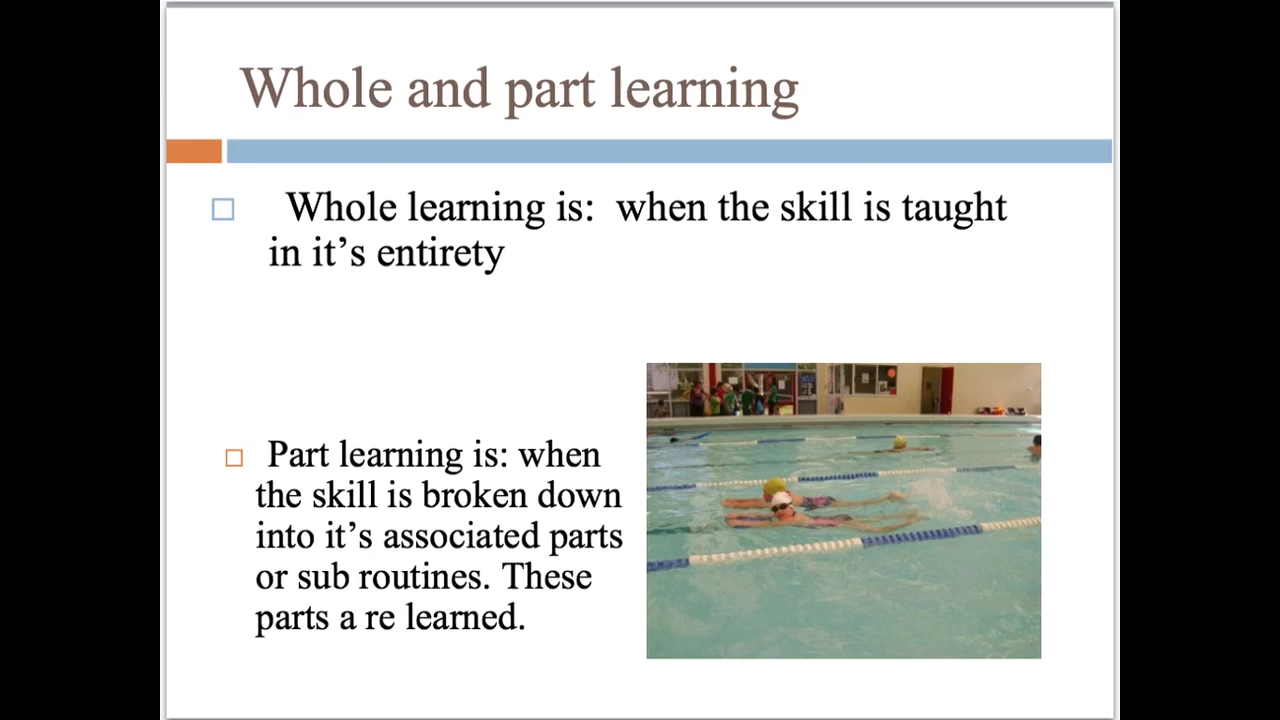 Whole and part learning
Whole learning is:  when the skill is taught
in it’s entirety
Part learning is: when
the skill is broken down
into it’s associated parts
or sub routines. These
parts a re learned.